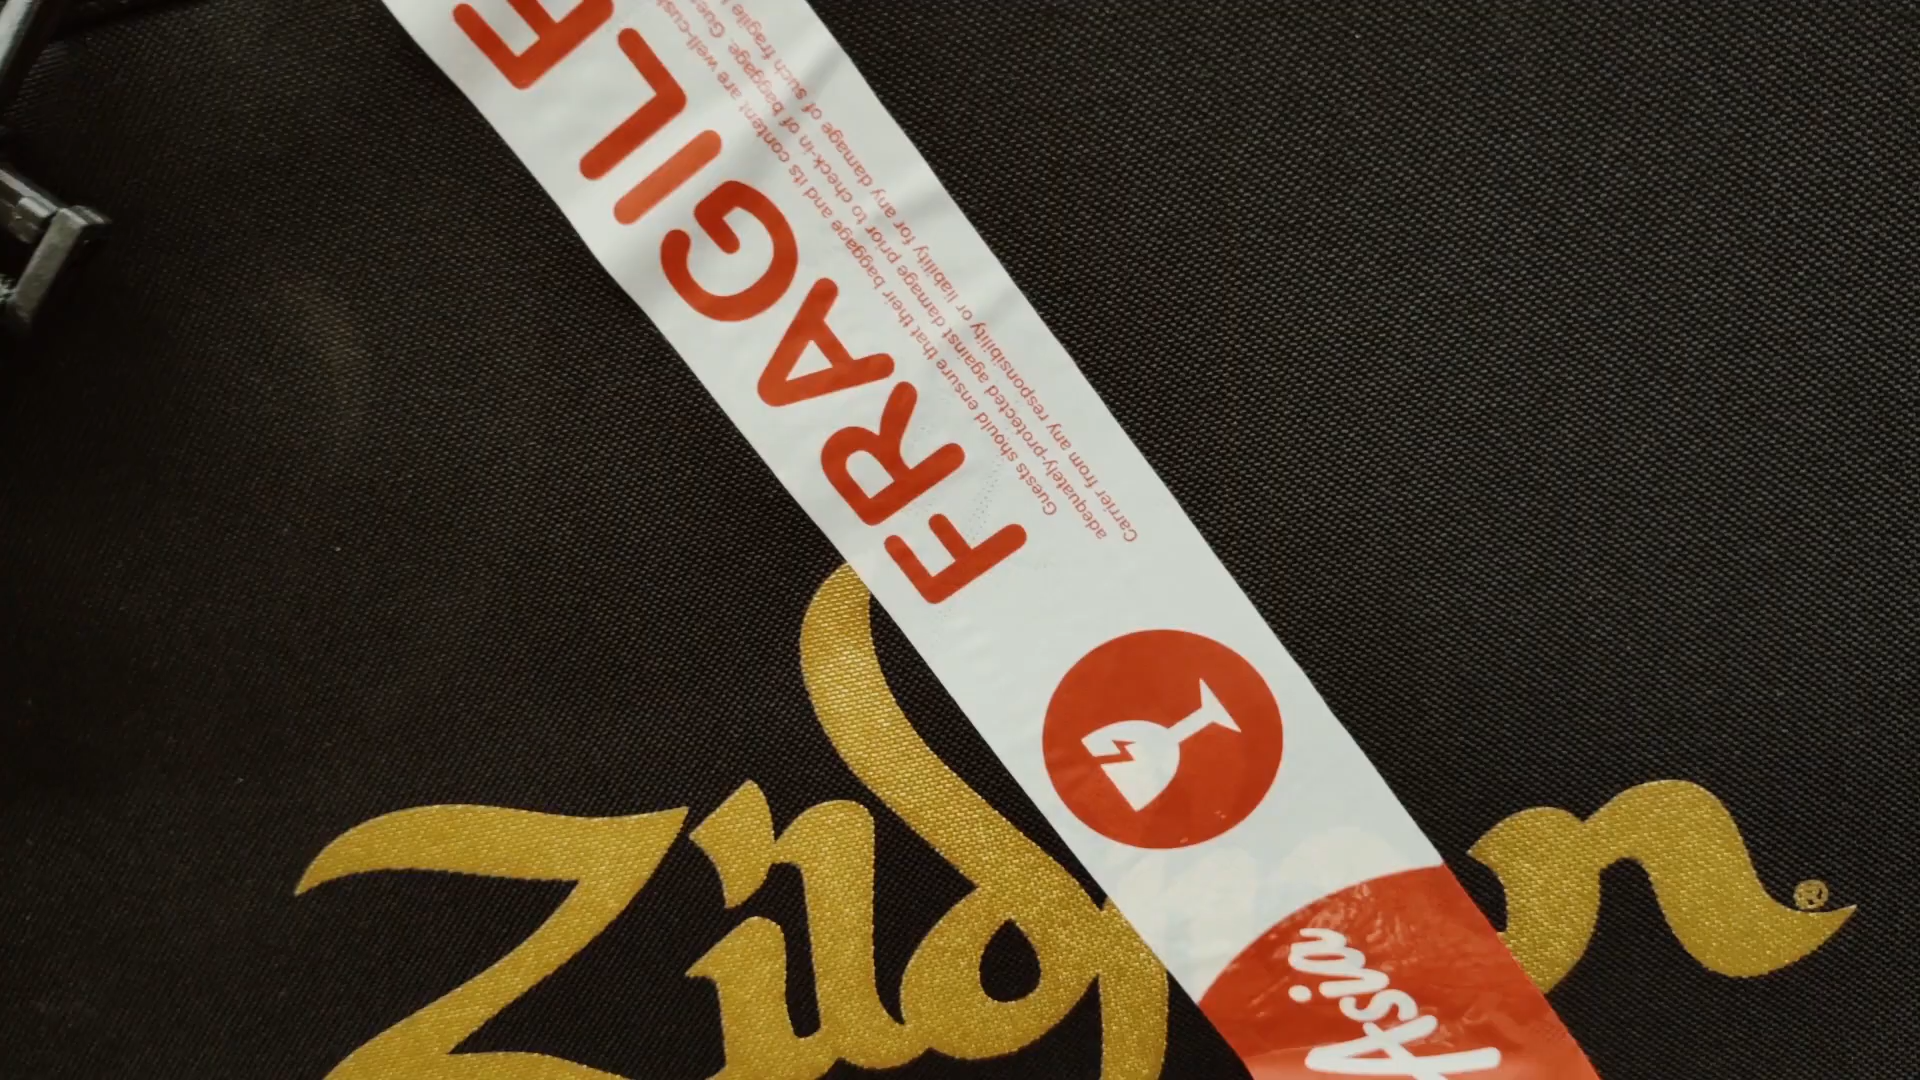 FRAGILE
Guests should ensure that their baggage and its content are well-cus
adequately-protected against damage prior to check-in of baggage. Gues
Carrier from any responsibility or liability for any damage of such fragile
Asia
Zildjian®